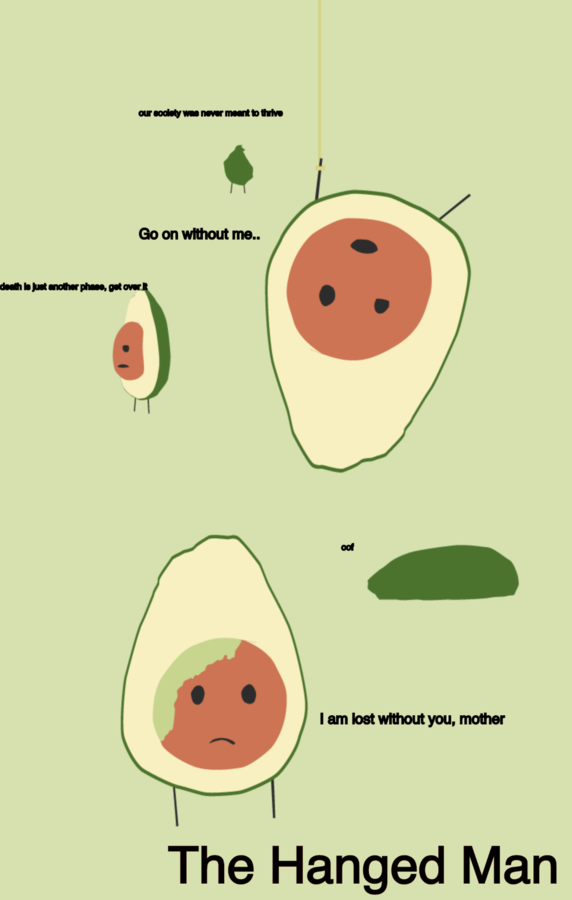 our society was never meant to thrive
Go on without me..
death is just another phase, get over it
oof
I am lost without you, mother
The Hanged Man